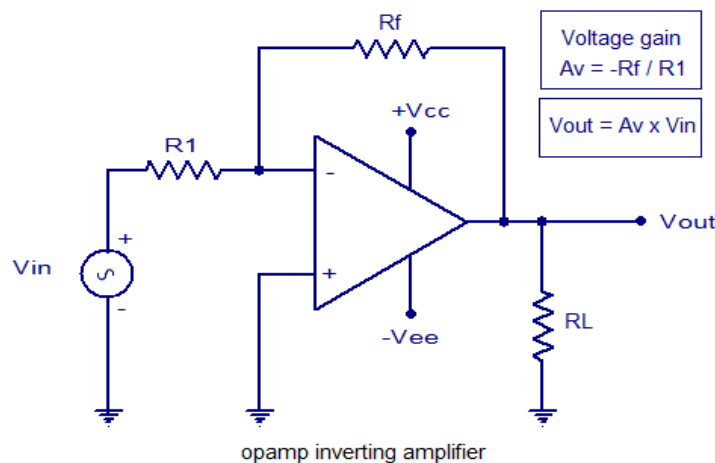 Rf
Voltage gain
Av = -Rf / R1
+Vcc
Vout = Av x Vin
R1
-
+
Vout
Vin
+
S
-
-Vee
RL
opamp inverting amplifier